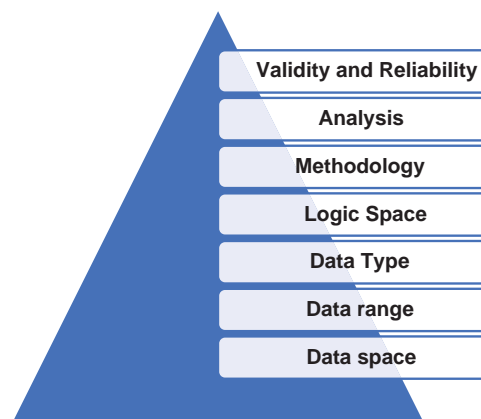 Validity and Reliability
Analysis
Methodology
Logic Space
Data Type
Data range
Data space